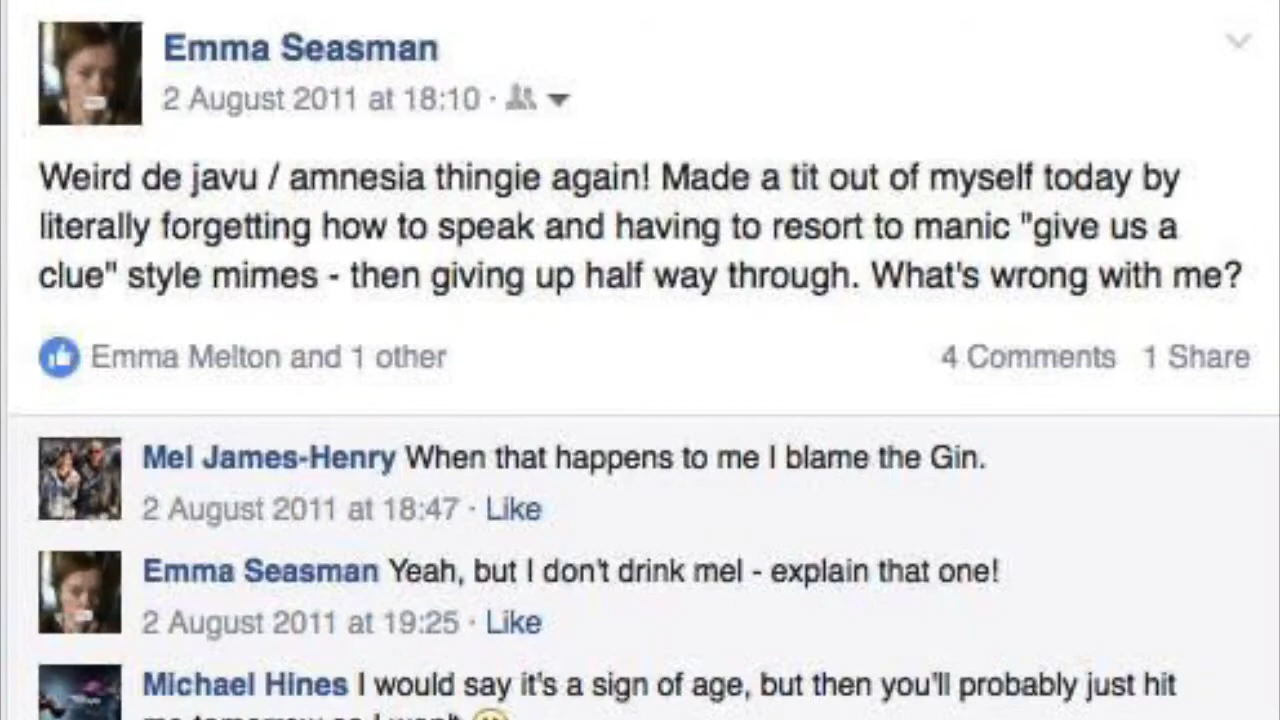 Emma Seasman
2 August 2011 at 18:10 ·
Weird de javu / amnesia thingie again! Made a tit out of myself today by
literally forgetting how to speak and having to resort to manic "give us a
clue" style mimes - then giving up half way through. What's wrong with me?
Emma Melton and 1 other 4 Comments 1 Share
Mel James-Henry When that happens to me I blame the Gin.
2 August 2011 at 18:47 · Like
Emma Seasman Yeah, but I don't drink mel - explain that one!
2 August 2011 at 19:25 · Like
Michael Hines I would say it's a sign of age, but then you'll probably just hit
me tomorrow so I won't